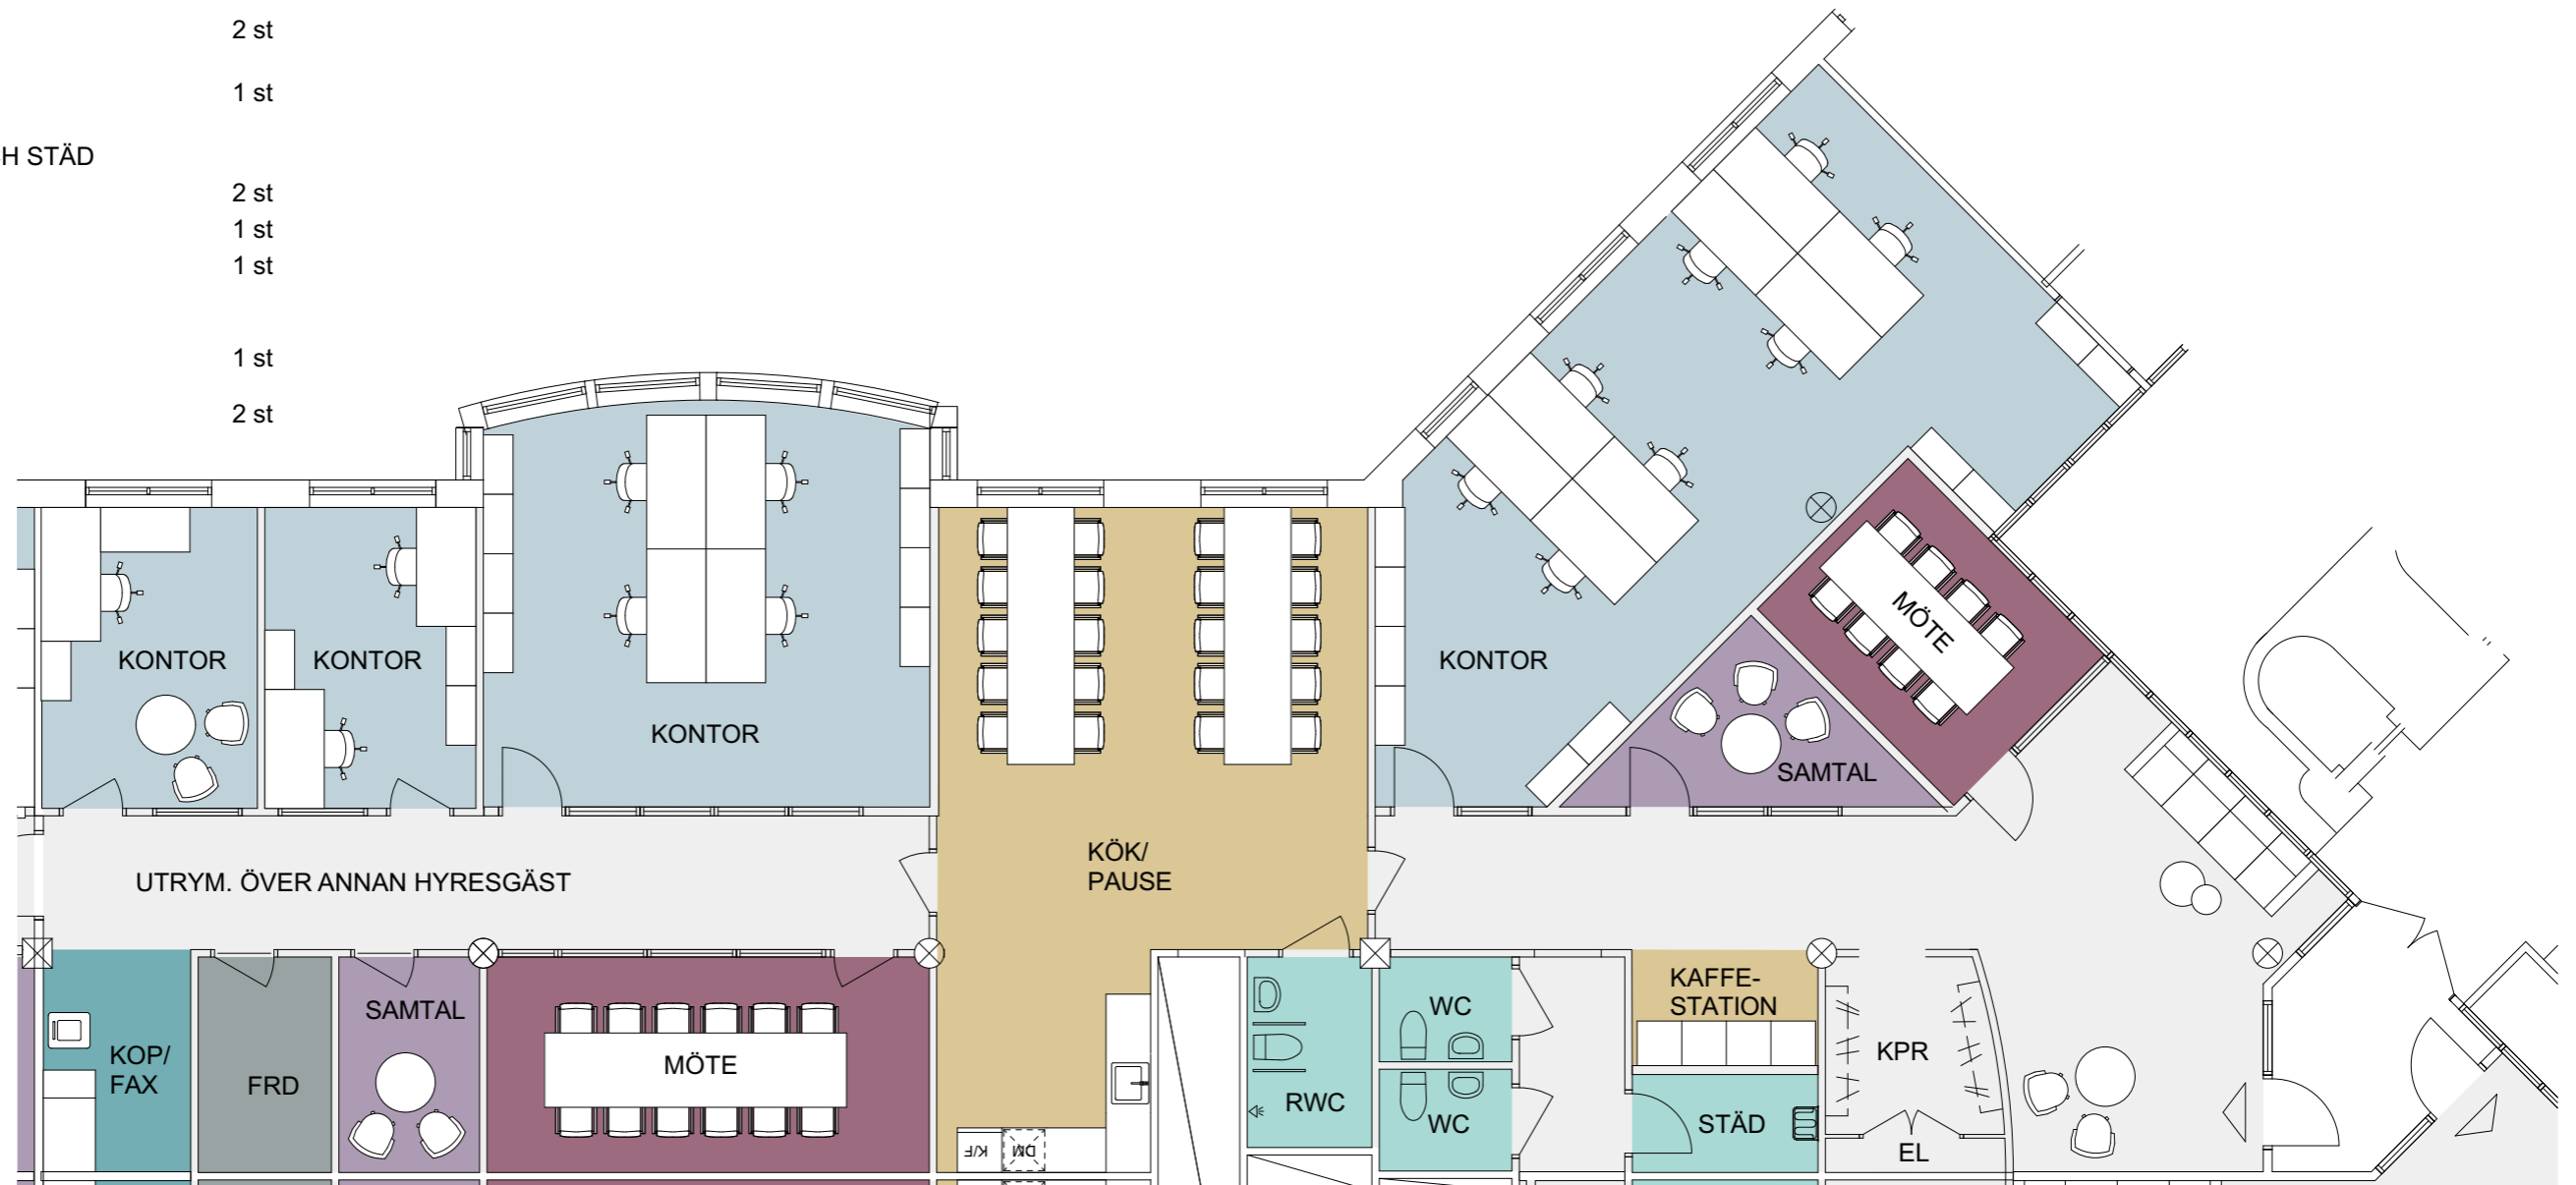 2 st
1 st
H STÄD
2 st
1 st
1 st
1 st
2 st
KONTOR
KONTOR
KONTOR
KONTOR
MÖTE
SAMTAL
UTRYM. ÖVER ANNAN HYRESGÄST
KÖK/
PAUSE
KOP/
FAX
FRD
SAMTAL
MÖTE
K/F
DM
RWC
WC
WC
KAFFE-
STATION
STÄD
KPR
EL